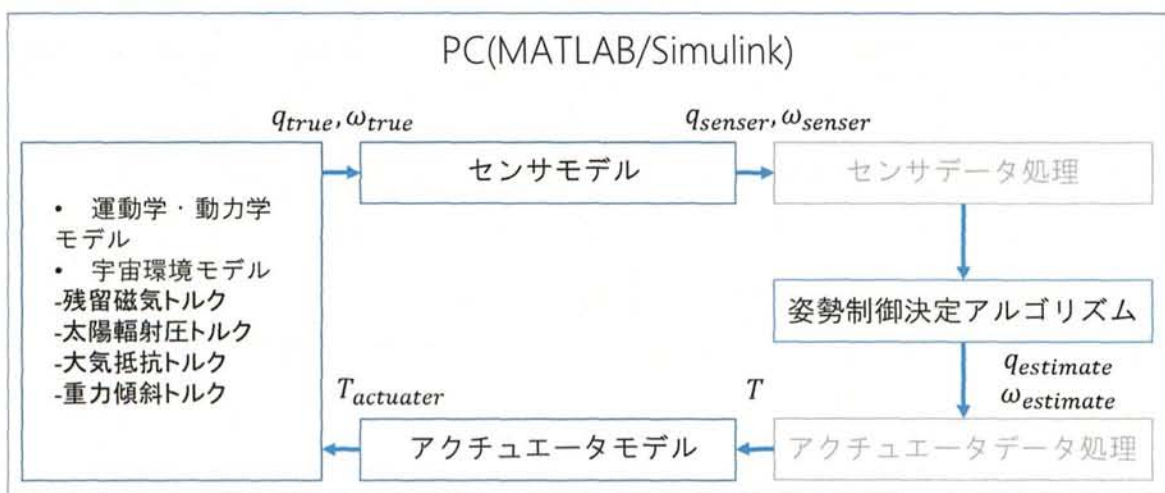 PC(MATLAB/Simulink)
q_true, ω_true
q_senser, ω_senser
センサモデル
センサデータ処理
• 運動学・動力学
モデル
• 宇宙環境モデル
-残留磁気トルク
-太陽輻射圧トルク
-大気抵抗トルク
-重力傾斜トルク
姿勢制御決定アルゴリズム
q_estimate
ω_estimate
T_actuater
T
アクチュエータモデル
アクチュエータデータ処理